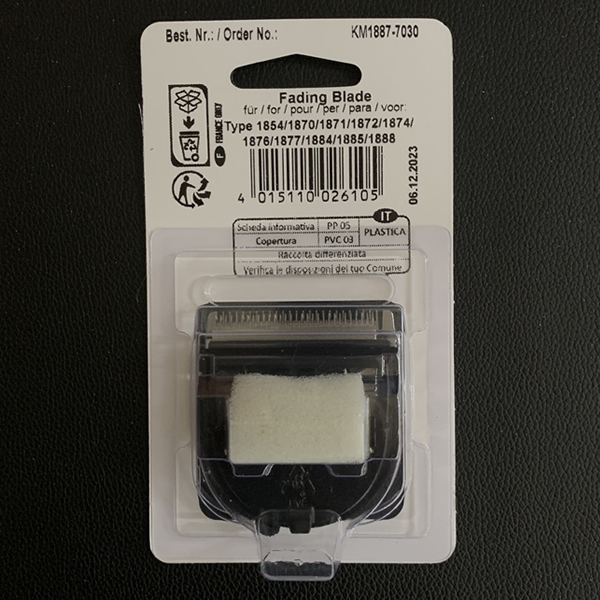 Best. Nr.: / Order No.: KM1887-7030
Fading Blade
für / for / pour / per / para / voor:
Type 1854/1870/1871/1872/1874/
1876/1877/1884/1885/1888
FRANCE ONLY
F
4 015110 026105
06.12.2023
IT
Scheda informativa PP 05 PLASTICA
Copertura PVC 03
Raccolta differenziata
Verifica le disposizioni del tuo Comune